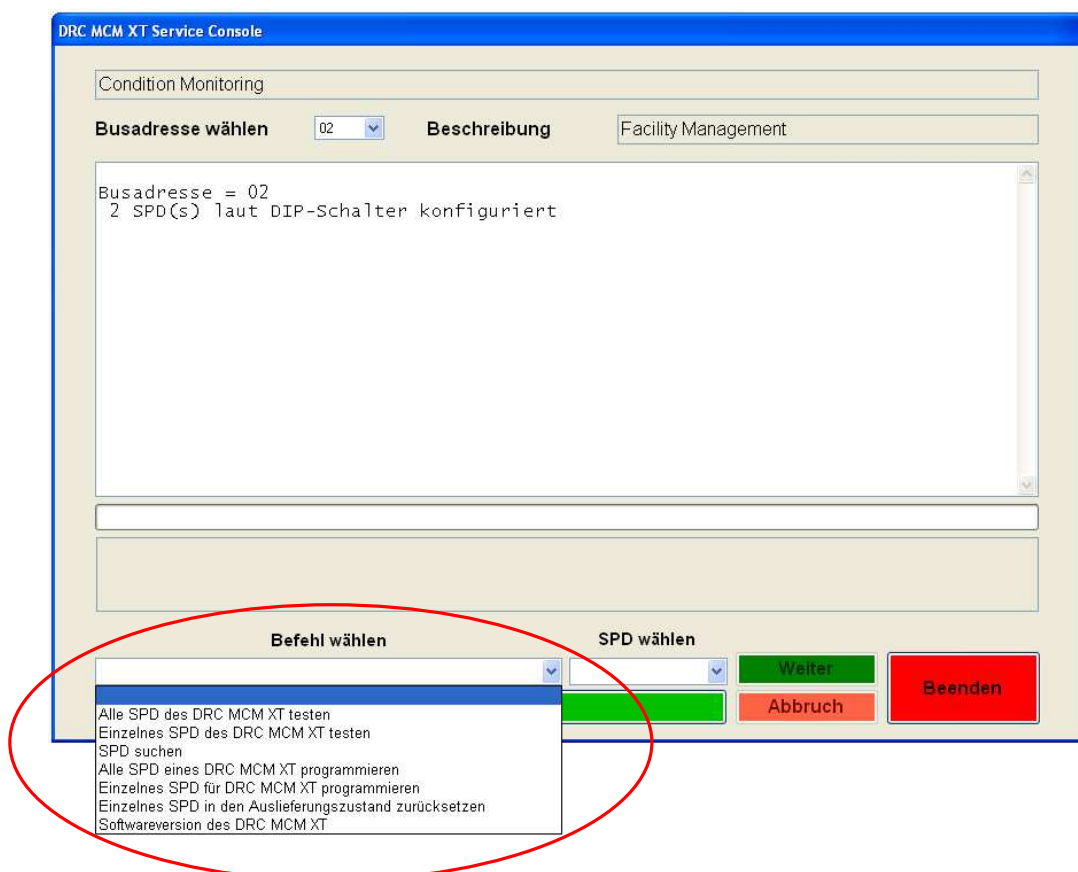 DRC MCM XT Service Console
Condition Monitoring
Busadresse wählen 02 Beschreibung Facility Management
Busadresse = 02
2 SPD(s) laut DIP-Schalter konfiguriert
Befehl wählen SPD wählen
Weiter
Beenden
Abbruch
Alle SPD des DRC MCM XT testen
Einzelnes SPD des DRC MCM XT testen
SPD suchen
Alle SPD eines DRC MCM XT programmieren
Einzelnes SPD für DRC MCM XT programmieren
Einzelnes SPD in den Auslieferungszustand zurücksetzen
Softwareversion des DRC MCM XT